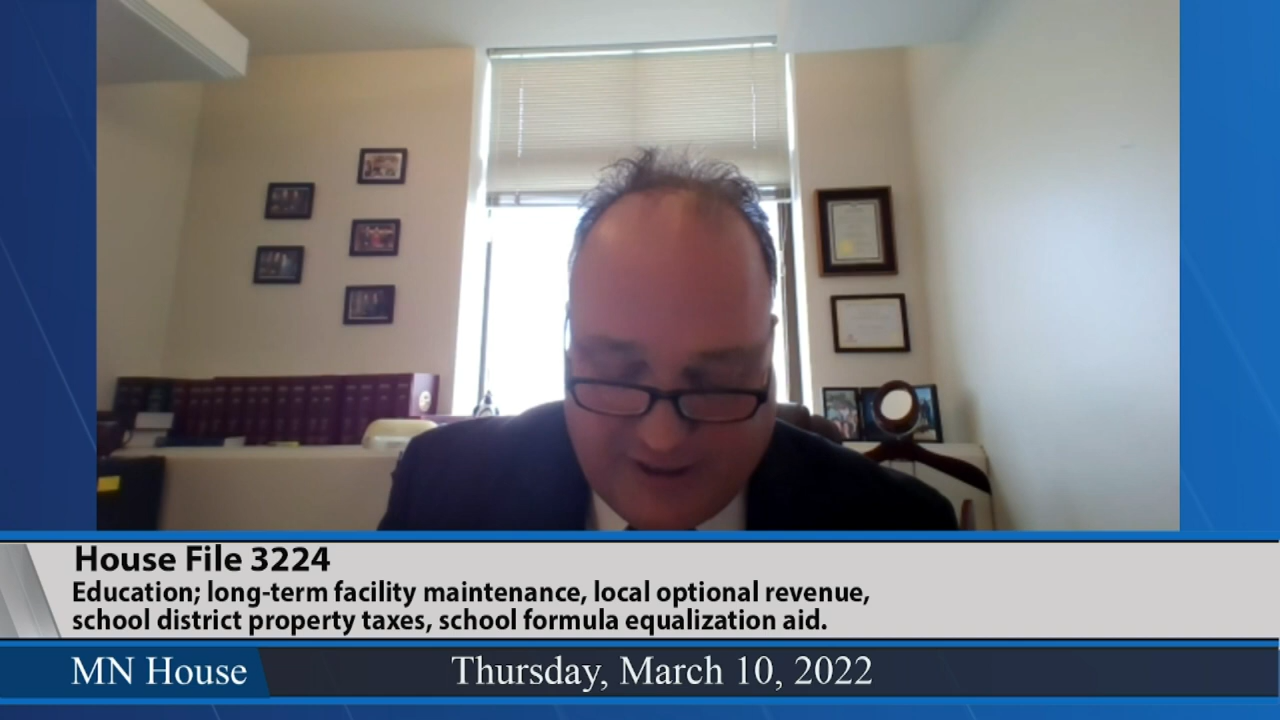 House File 3224
Education; long-term facility maintenance, local optional revenue,
school district property taxes, school formula equalization aid.
MN House
Thursday, March 10, 2022